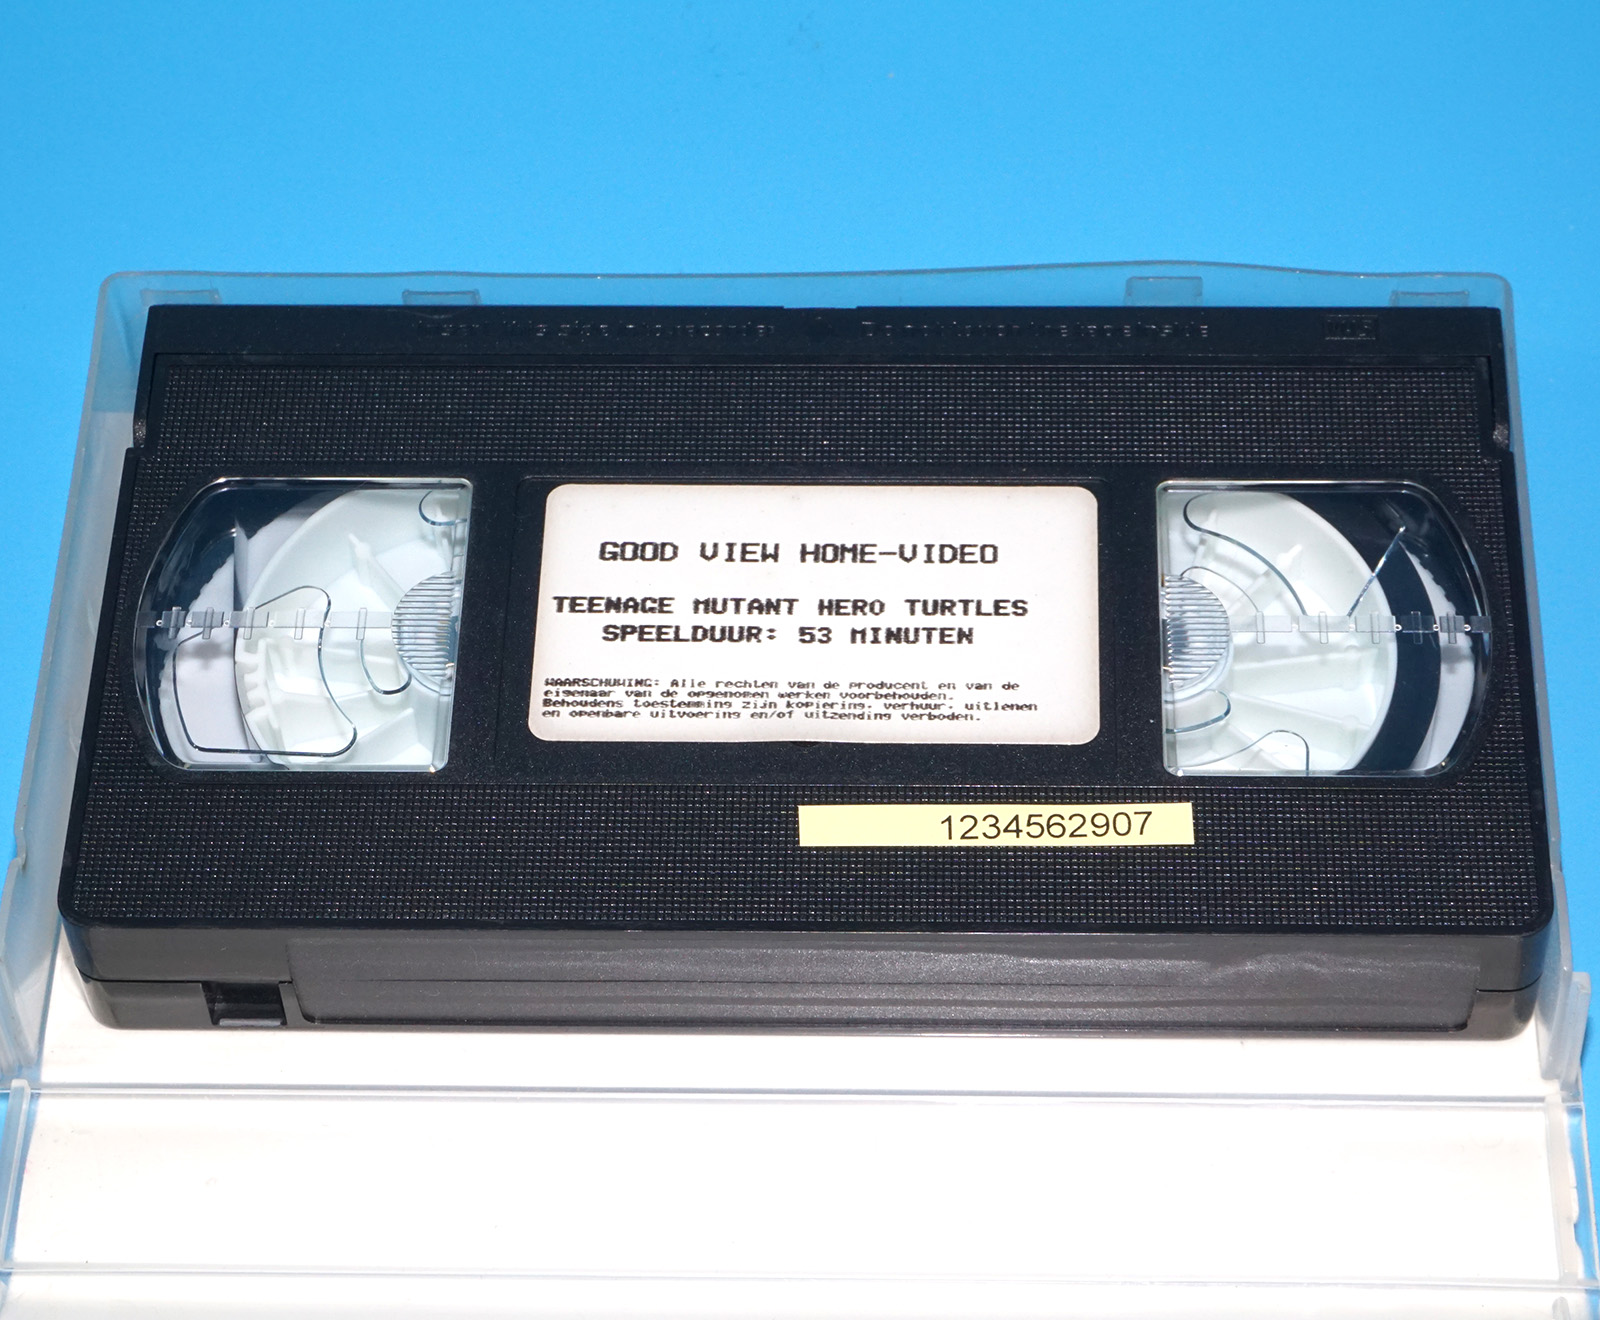 VHS
GOOD VIEW HOME-VIDEO
TEENAGE MUTANT HERO TURTLES
SPEELDUUR: 53 MINUTEN
WAARSCHUWING: Alle rechten van de producent en van de
eigenaar van de opgenomen werken voorbehouden.
Behoudens toestemming zijn kopiering, verhuur, uitlenen
en openbare uitvoering en/of uitzending verboden.
1234562907